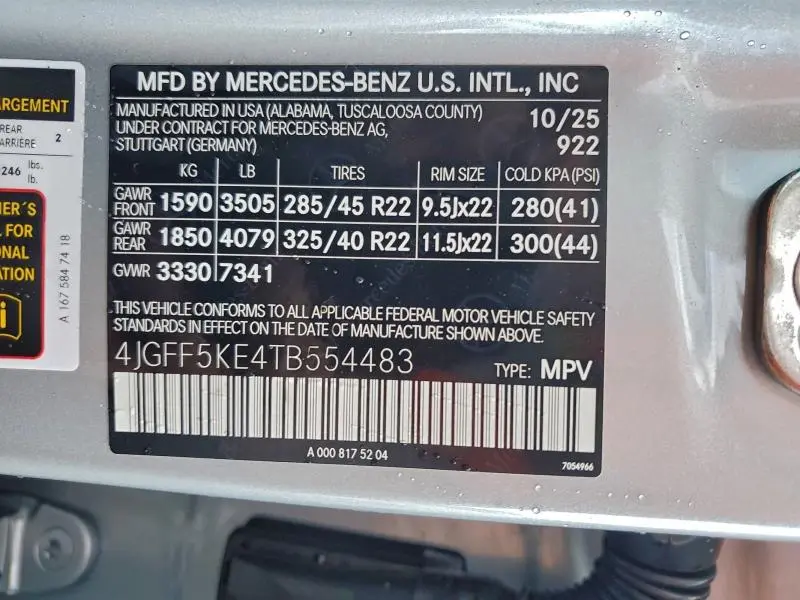 ARGEMENT
REAR
ARRIÈRE 2
246 lbs.
lb.
ER´S
L FOR
ONAL
ATION
i
A 167 584 74 18
MFD BY MERCEDES-BENZ U.S. INTL., INC
MANUFACTURED IN USA (ALABAMA, TUSCALOOSA COUNTY) 10/25
UNDER CONTRACT FOR MERCEDES-BENZ AG,
STUTTGART (GERMANY) 922
KG LB TIRES RIM SIZE COLD KPA (PSI)
GAWR
FRONT 1590 3505 285/45 R22 9.5Jx22 280(41)
GAWR
REAR 1850 4079 325/40 R22 11.5Jx22 300(44)
GVWR 3330 7341
THIS VEHICLE CONFORMS TO ALL APPLICABLE FEDERAL MOTOR VEHICLE SAFETY
STANDARDS IN EFFECT ON THE DATE OF MANUFACTURE SHOWN ABOVE.
4JGFF5KE4TB554483 TYPE: MPV
A 000 817 52 04
7054966